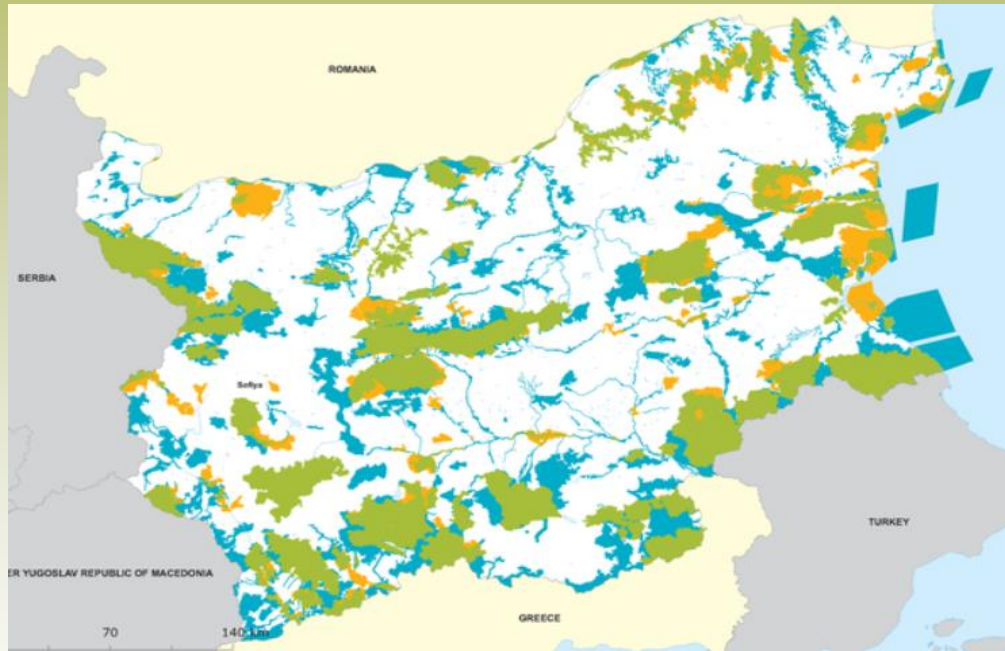 ROMANIA
SERBIA
Sofiya
TURKEY
ER YUGOSLAV REPUBLIC OF MACEDONIA
GREECE
70
140 km